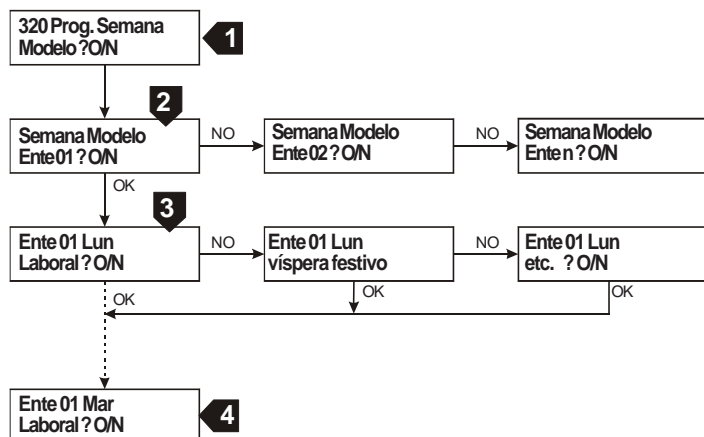 320 Prog. Semana
Modelo ? O/N
1
2
Semana Modelo
Ente 01 ? O/N
NO
Semana Modelo
Ente 02 ? O/N
NO
Semana Modelo
Ente n ? O/N
OK
3
Ente 01 Lun
Laboral ? O/N
NO
Ente 01 Lun
víspera festivo
NO
Ente 01 Lun
etc. ? O/N
OK
OK
OK
Ente 01 Mar
Laboral ? O/N
4